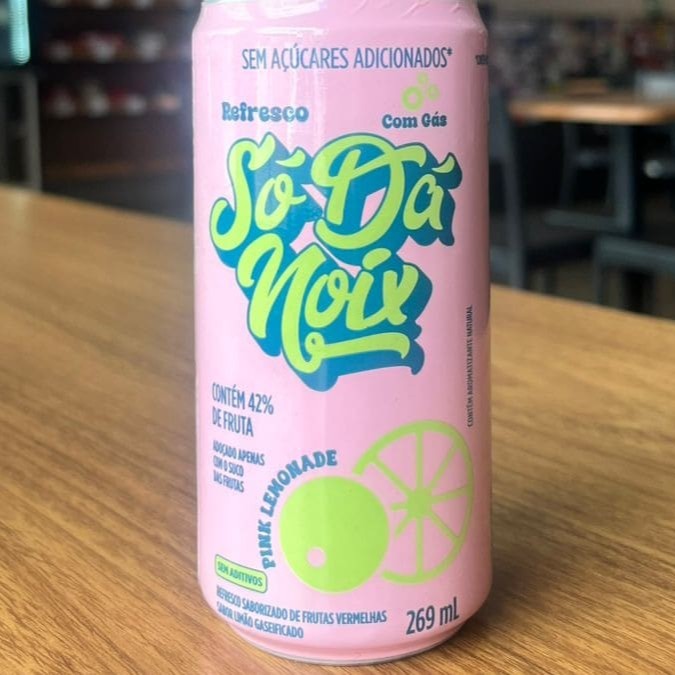 SEM AÇÚCARES ADICIONADOS*
Refresco
Com Gás
Só Dá
Noix
CONTÉM AROMATIZANTE NATURAL
CONTÉM 42%
DE FRUTA
ADOÇADO APENAS
COM O SUCO
DAS FRUTAS
PINK LEMONADE
SEM ADITIVOS
REFRESCO SABORIZADO DE FRUTAS VERMELHAS
SABOR LIMÃO GASEIFICADO
269 mL